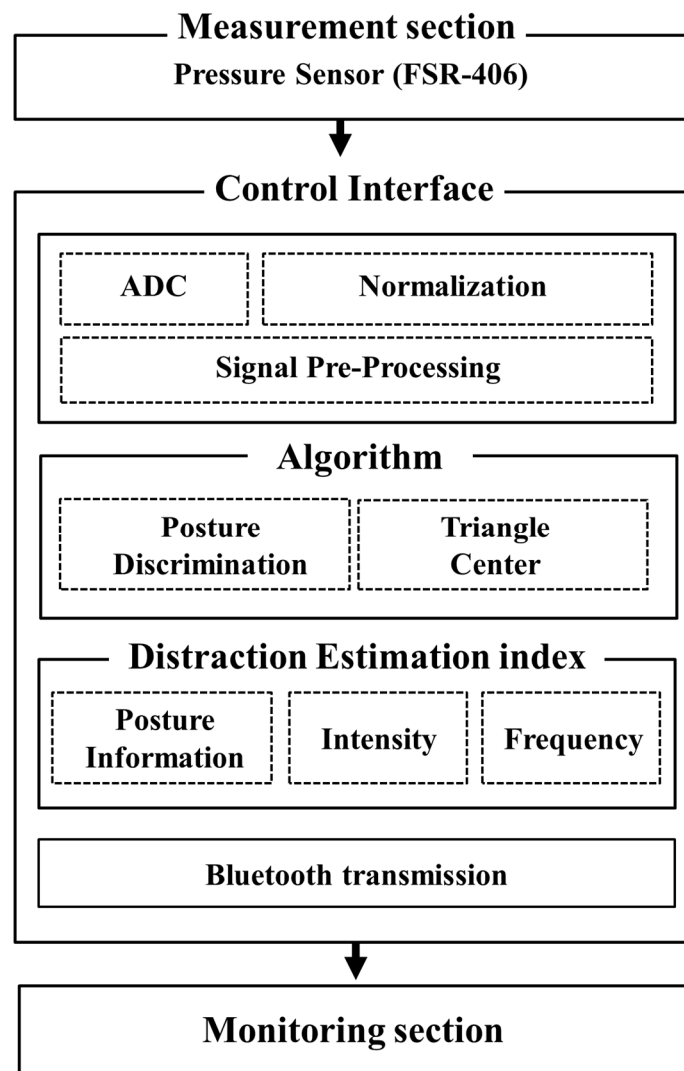 Measurement section
Pressure Sensor (FSR-406)
Control Interface
ADC
Normalization
Signal Pre-Processing
Algorithm
Posture
Discrimination
Triangle
Center
Distraction Estimation index
Posture
Information
Intensity
Frequency
Bluetooth transmission
Monitoring section